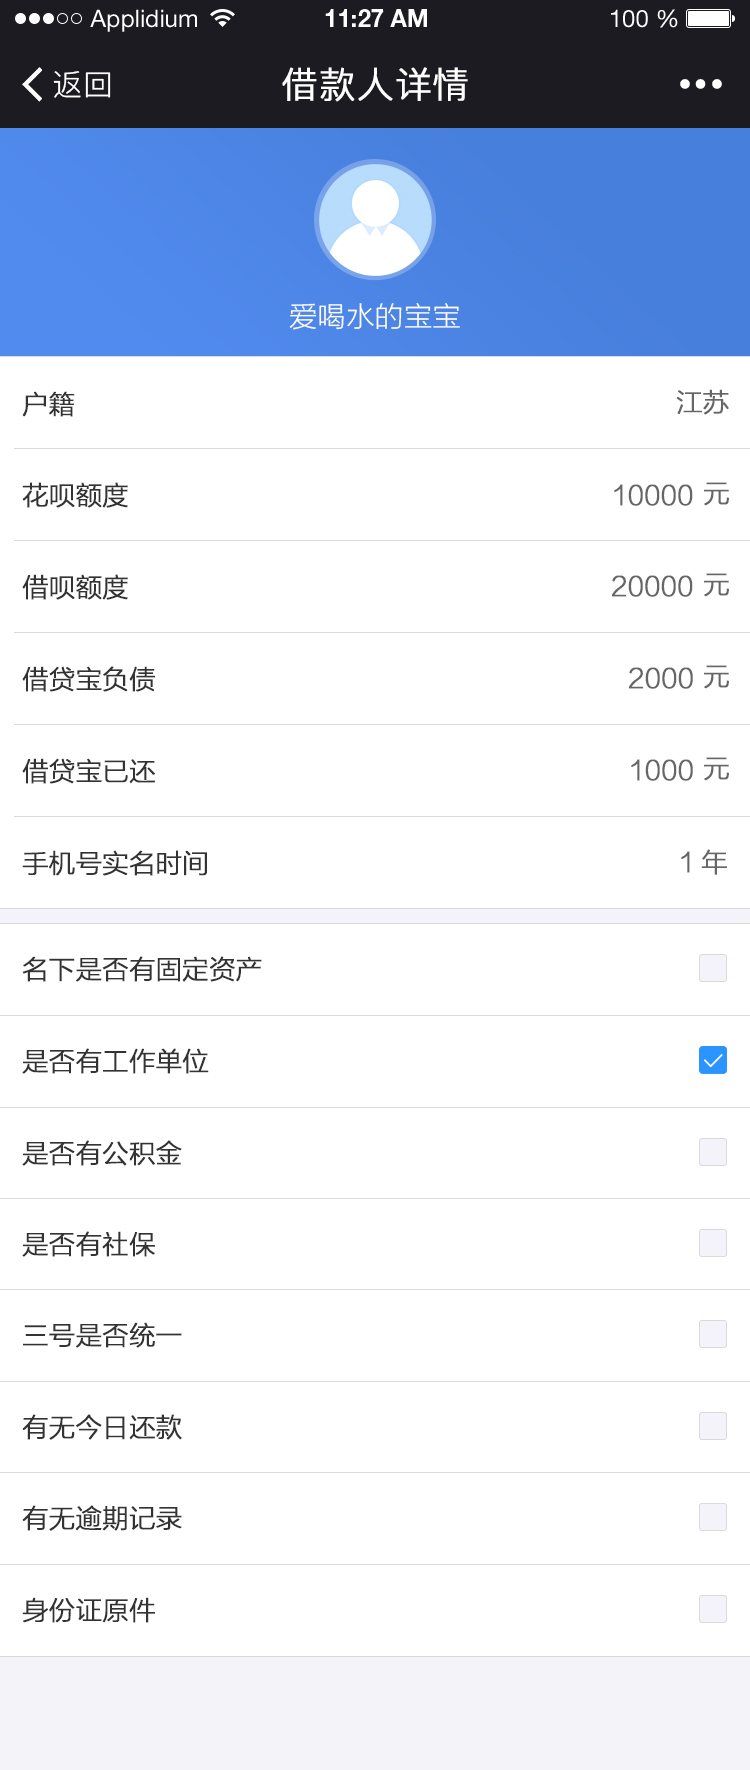 Applidium 11:27 AM 100 %
返回 借款人详情
爱喝水的宝宝
户籍 江苏
花呗额度 10000 元
借呗额度 20000 元
借贷宝负债 2000 元
借贷宝已还 1000 元
手机号实名时间 1 年
名下是否有固定资产
是否有工作单位
是否有公积金
是否有社保
三号是否统一
有无今日还款
有无逾期记录
身份证原件